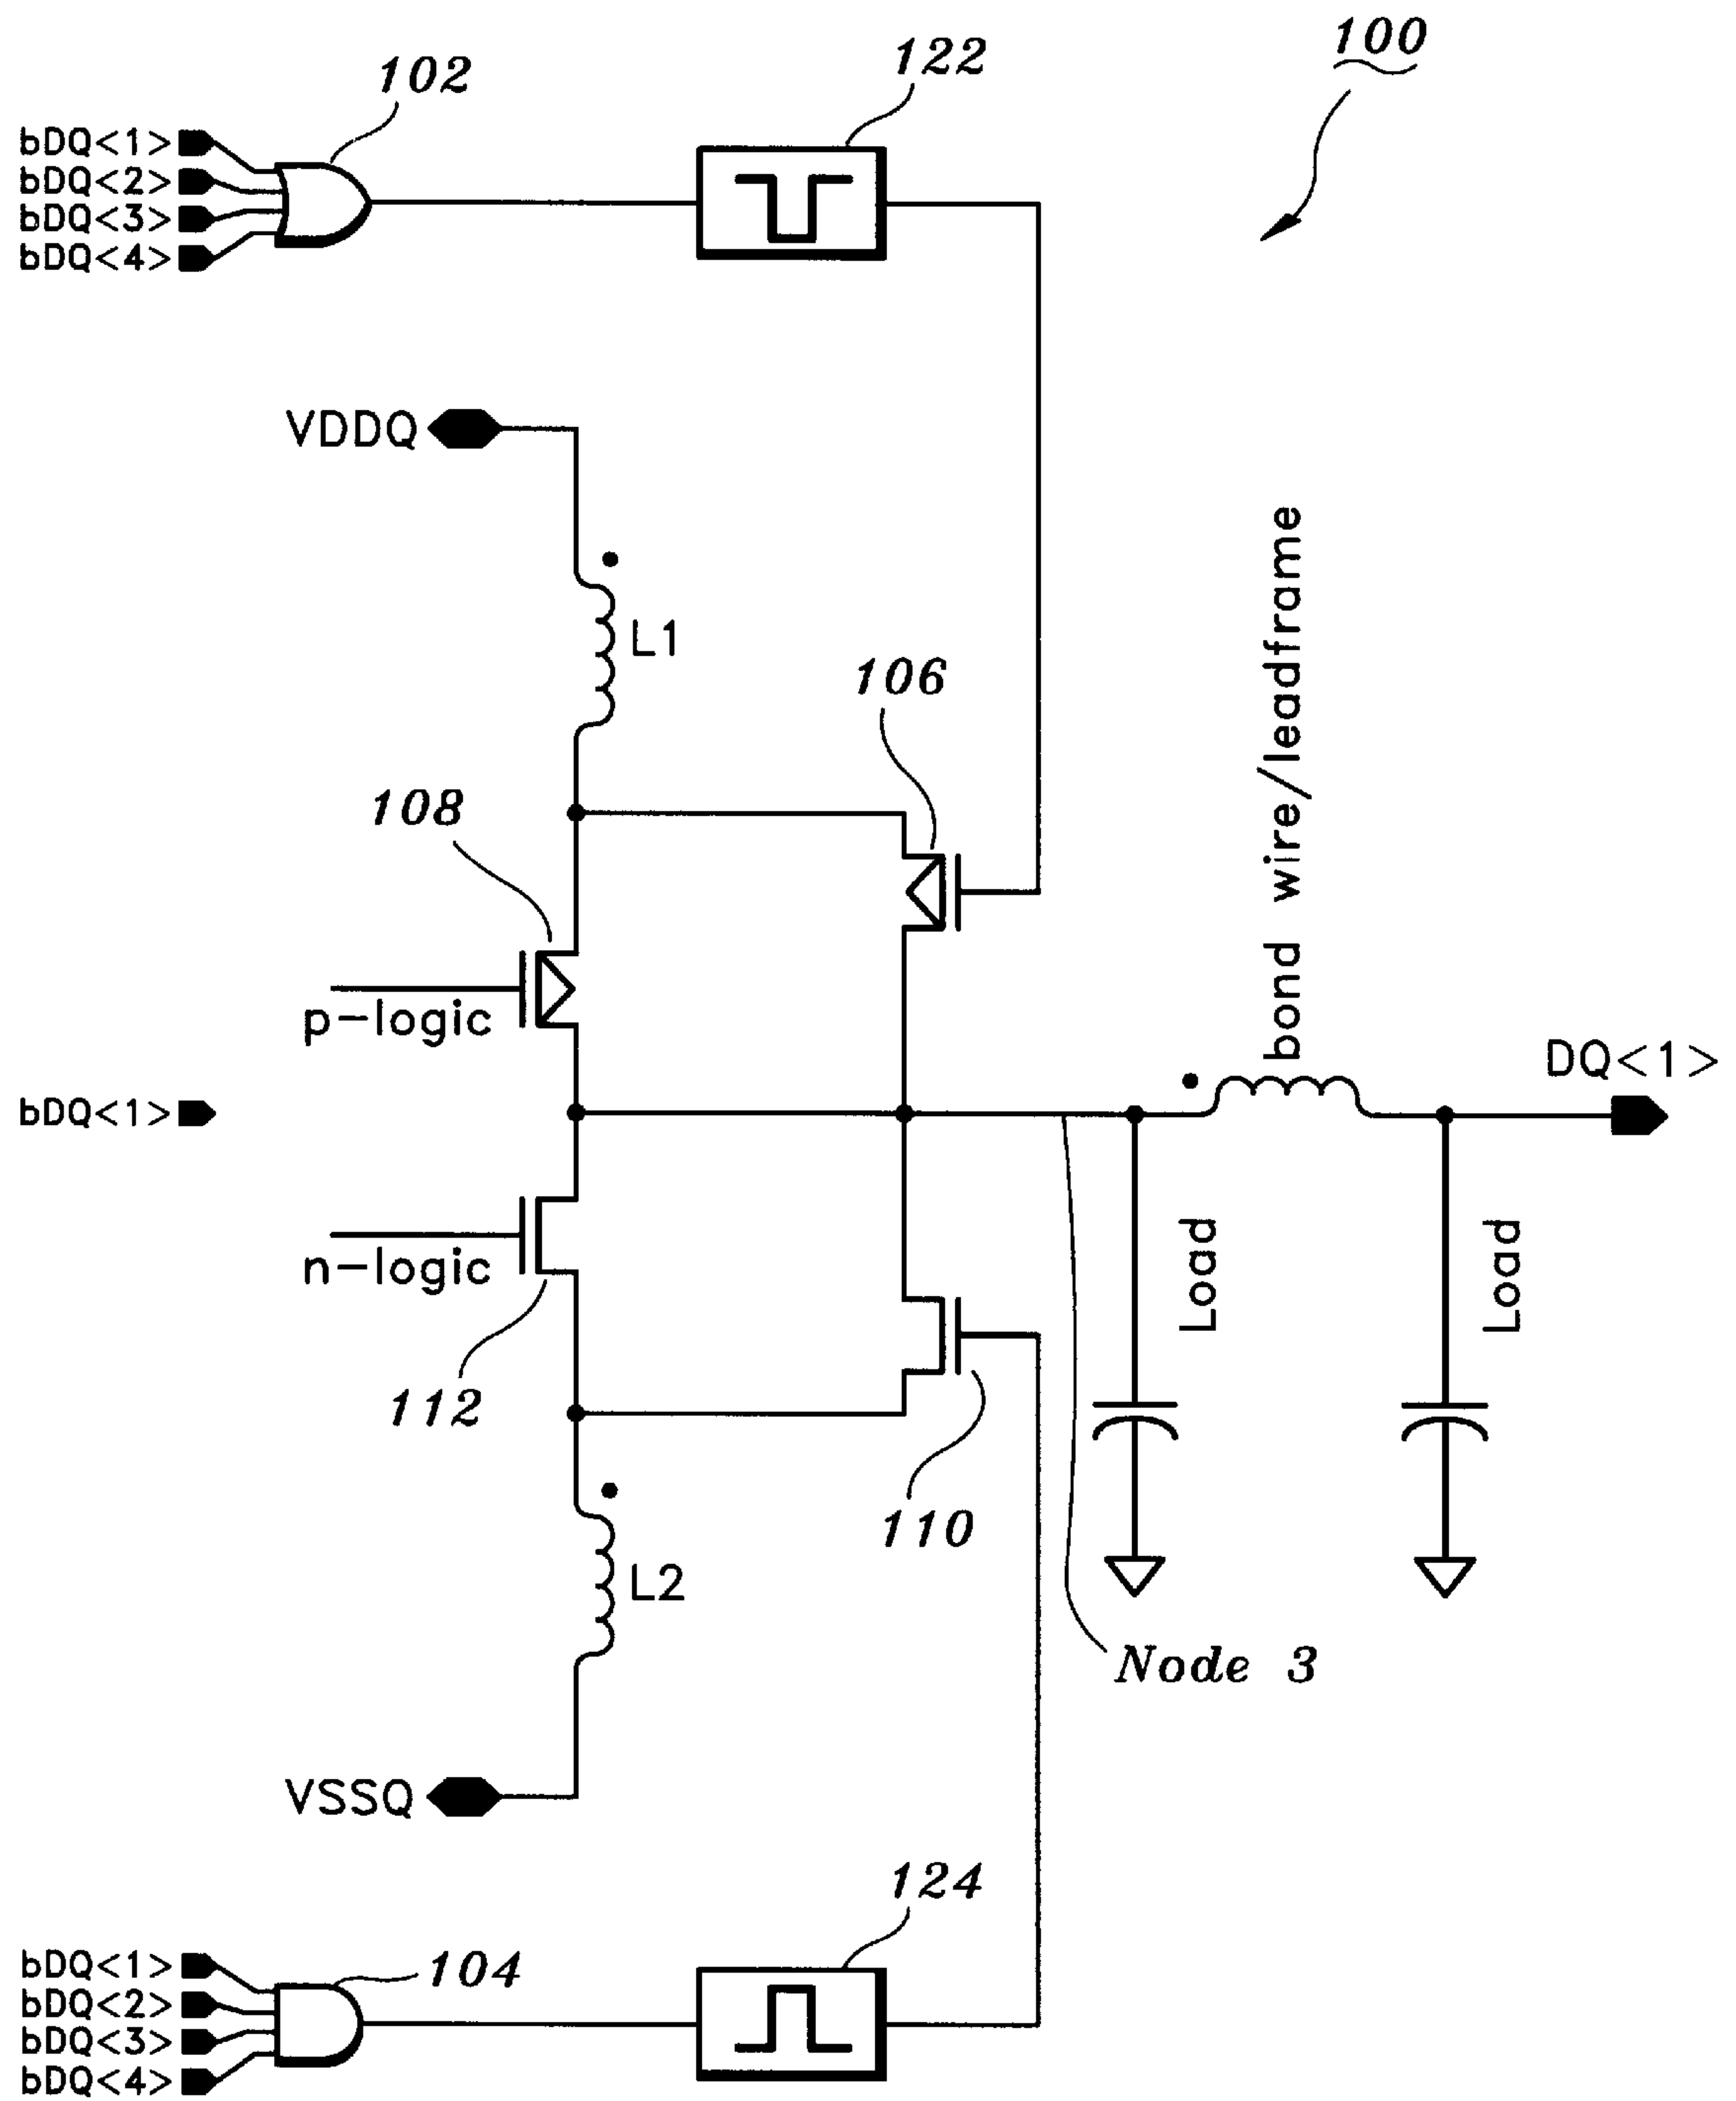 100
102
122
bDQ<1>
bDQ<2>
bDQ<3>
bDQ<4>
VDDQ
L1
bond wire/leadframe
106
108
p-logic
DQ<1>
bDQ<1>
n-logic
Load
Load
112
110
L2
Node 3
VSSQ
124
104
bDQ<1>
bDQ<2>
bDQ<3>
bDQ<4>